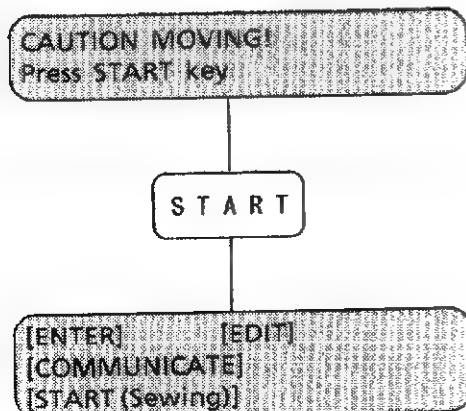 CAUTION MOVING!
Press START key
START
[ENTER] [EDIT]
[COMMUNICATE]
[START (Sewing)]